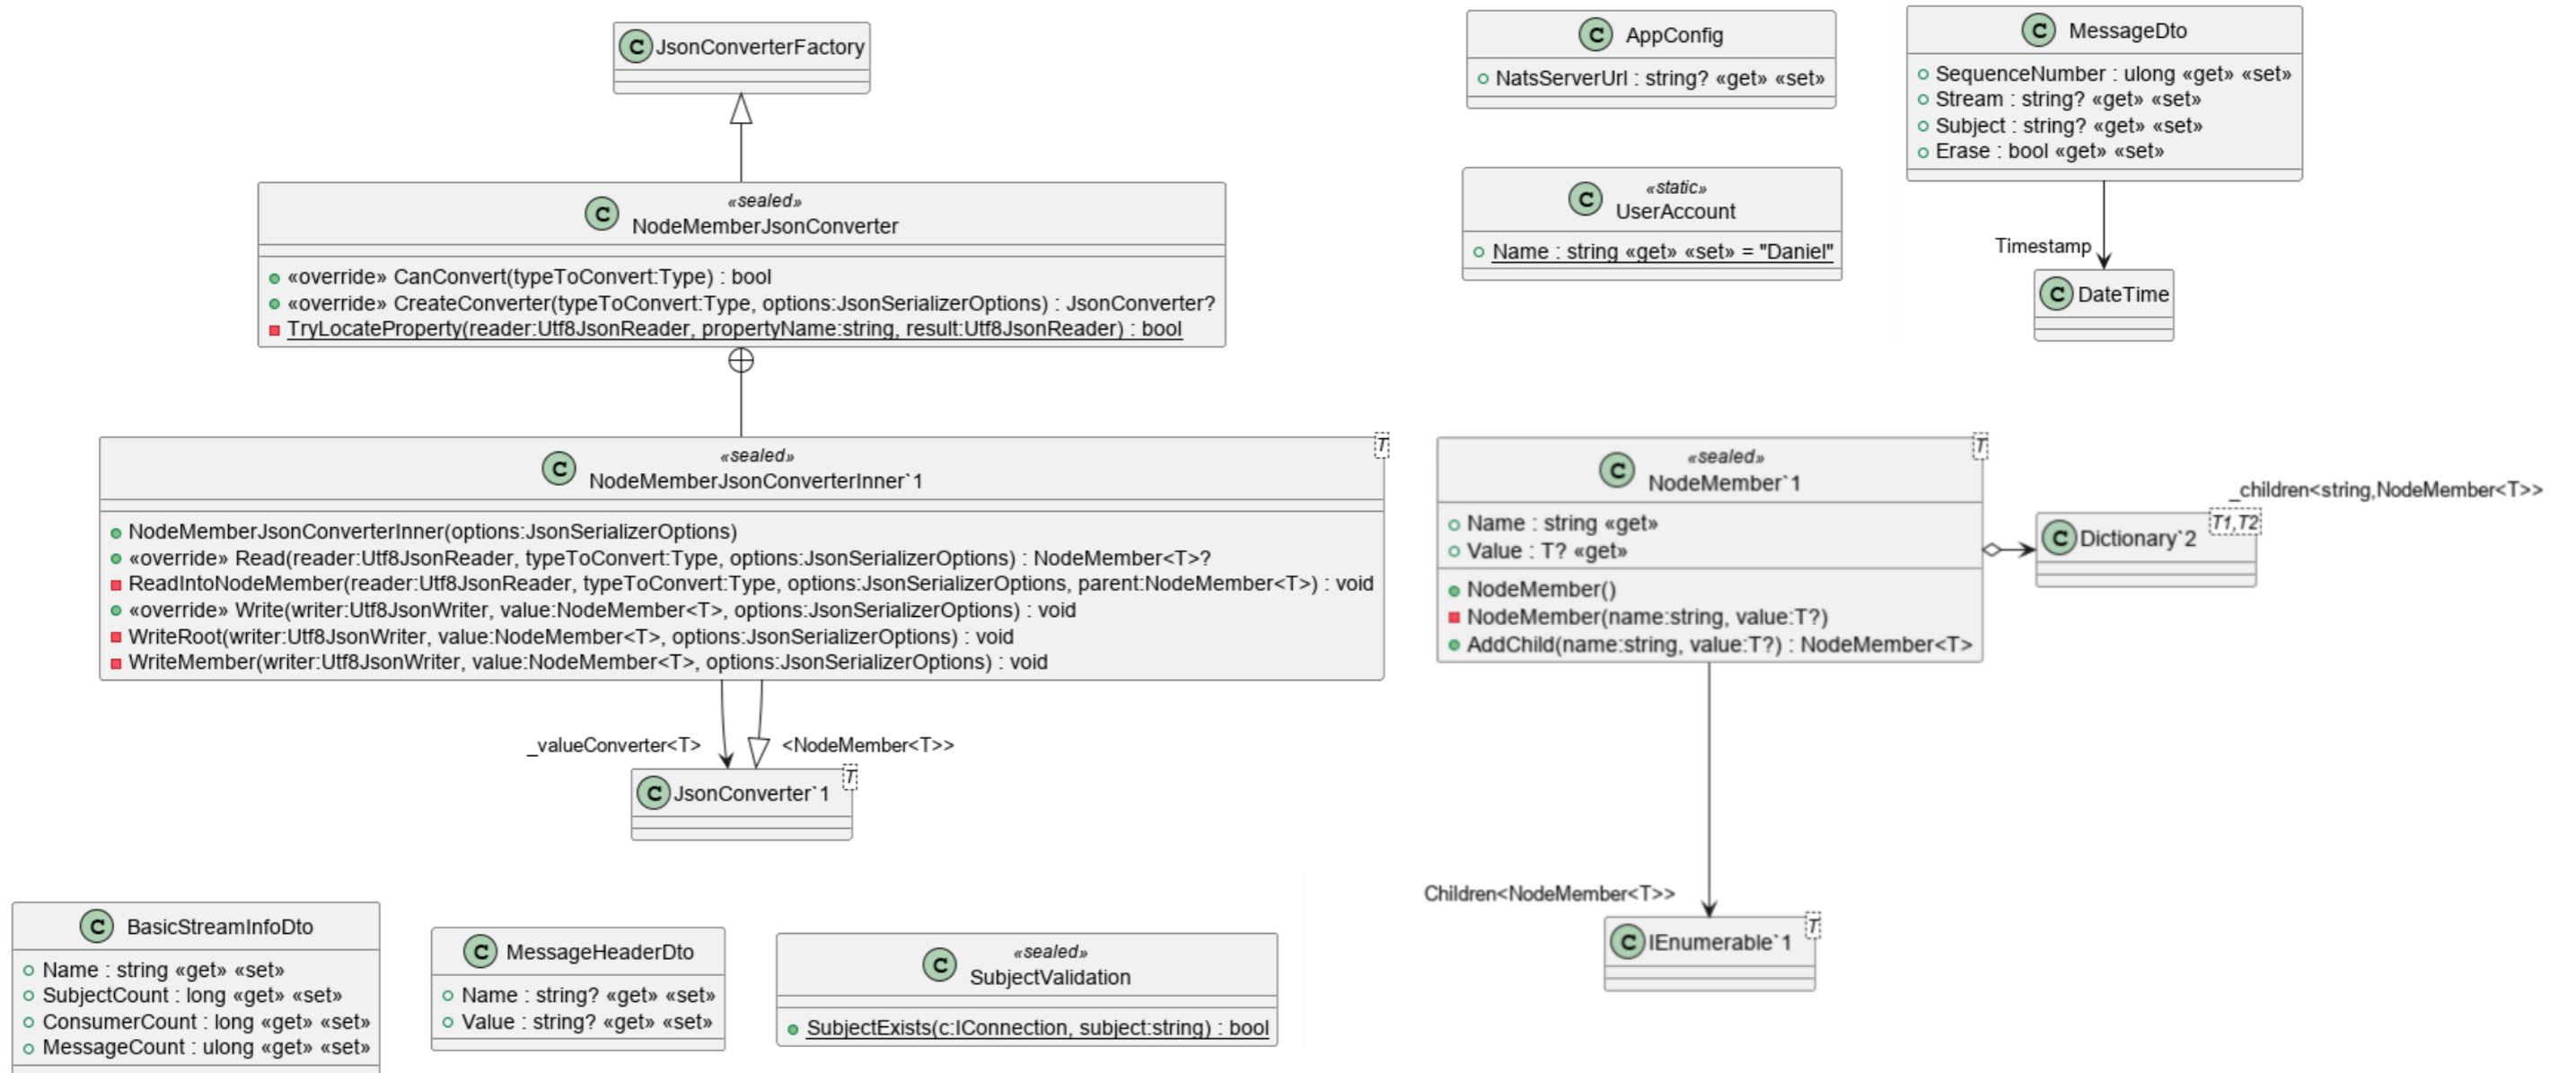 C JsonConverterFactory
«sealed»
C NodeMemberJsonConverter
«override» CanConvert(typeToConvert:Type) : bool
«override» CreateConverter(typeToConvert:Type, options:JsonSerializerOptions) : JsonConverter?
TryLocateProperty(reader:Utf8JsonReader, propertyName:string, result:Utf8JsonReader) : bool
T
«sealed»
C NodeMemberJsonConverterInner`1
NodeMemberJsonConverterInner(options:JsonSerializerOptions)
«override» Read(reader:Utf8JsonReader, typeToConvert:Type, options:JsonSerializerOptions) : NodeMember<T>?
ReadIntoNodeMember(reader:Utf8JsonReader, typeToConvert:Type, options:JsonSerializerOptions, parent:NodeMember<T>) : void
«override» Write(writer:Utf8JsonWriter, value:NodeMember<T>, options:JsonSerializerOptions) : void
WriteRoot(writer:Utf8JsonWriter, value:NodeMember<T>, options:JsonSerializerOptions) : void
WriteMember(writer:Utf8JsonWriter, value:NodeMember<T>, options:JsonSerializerOptions) : void
_valueConverter<T>
<NodeMember<T>>
T
C JsonConverter`1
C AppConfig
NatsServerUrl : string? «get» «set»
«static»
C UserAccount
Name : string «get» «set» = "Daniel"
C MessageDto
SequenceNumber : ulong «get» «set»
Stream : string? «get» «set»
Subject : string? «get» «set»
Erase : bool «get» «set»
Timestamp
C DateTime
T
«sealed»
C NodeMember`1
Name : string «get»
Value : T? «get»
NodeMember()
NodeMember(name:string, value:T?)
AddChild(name:string, value:T?) : NodeMember<T>
_children<string,NodeMember<T>>
T1,T2
C Dictionary`2
Children<NodeMember<T>>
T
C IEnumerable`1
C BasicStreamInfoDto
Name : string «get» «set»
SubjectCount : long «get» «set»
ConsumerCount : long «get» «set»
MessageCount : ulong «get» «set»
C MessageHeaderDto
Name : string? «get» «set»
Value : string? «get» «set»
«sealed»
C SubjectValidation
SubjectExists(c:IConnection, subject:string) : bool